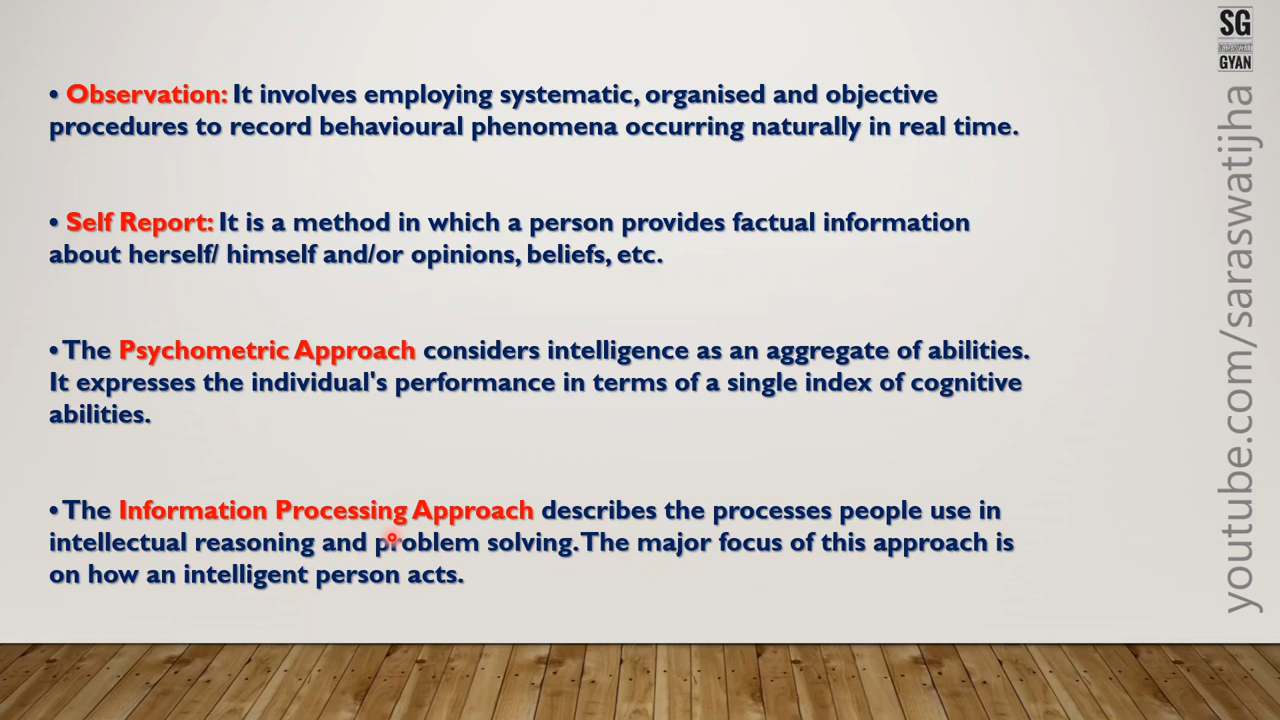 • Observation: It involves employing systematic, organised and objective
procedures to record behavioural phenomena occurring naturally in real time.
• Self Report: It is a method in which a person provides factual information
about herself/ himself and/or opinions, beliefs, etc.
• The Psychometric Approach considers intelligence as an aggregate of abilities.
It expresses the individual's performance in terms of a single index of cognitive
abilities.
• The Information Processing Approach describes the processes people use in
intellectual reasoning and problem solving. The major focus of this approach is
on how an intelligent person acts.
SG
SARASWATI
GYAN
youtube.com/saraswatijha